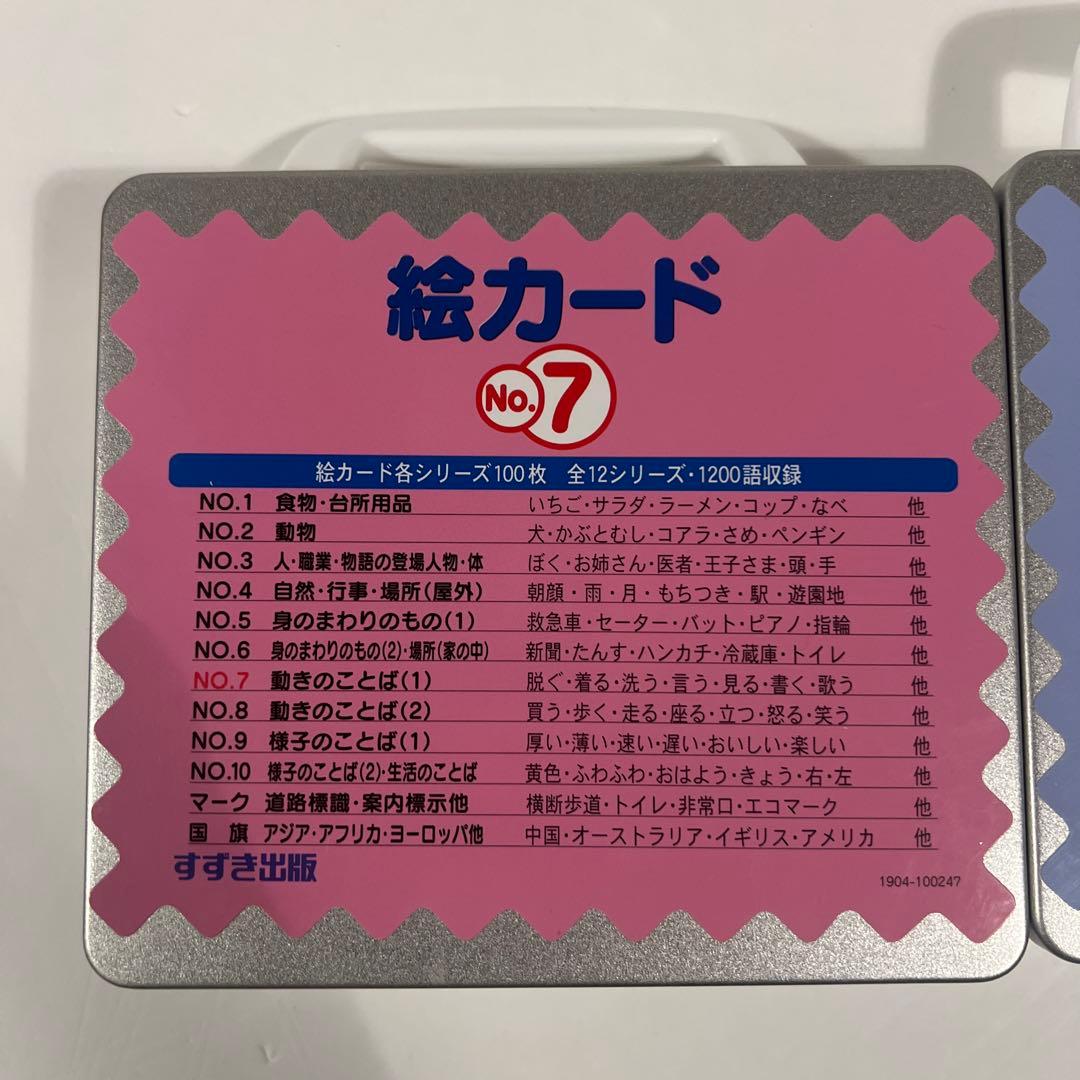 絵カード
No.7
絵カード各シリーズ100枚 全12シリーズ・1200語収録
NO.1 食物・台所用品 いちご・サラダ・ラーメン・コップ・なべ 他
NO.2 動物 犬・かぶとむし・コアラ・さめ・ペンギン 他
NO.3 人・職業・物語の登場人物・体 ぼく・お姉さん・医者・王子さま・頭・手 他
NO.4 自然・行事・場所(屋外) 朝顔・雨・月・もちつき・駅・遊園地 他
NO.5 身のまわりのもの(1) 救急車・セーター・バット・ピアノ・指輪 他
NO.6 身のまわりのもの(2)・場所(家の中) 新聞・たんす・ハンカチ・冷蔵庫・トイレ 他
NO.7 動きのことば(1) 脱ぐ・着る・洗う・言う・見る・書く・歌う 他
NO.8 動きのことば(2) 買う・歩く・走る・座る・立つ・怒る・笑う 他
NO.9 様子のことば(1) 厚い・薄い・速い・遅い・おいしい・楽しい 他
NO.10 様子のことば(2)・生活のことば 黄色・ふわふわ・おはよう・きょう・右・左 他
マーク 道路標識・案内標示他 横断歩道・トイレ・非常口・エコマーク 他
国旗 アジア・アフリカ・ヨーロッパ他 中国・オーストラリア・イギリス・アメリカ 他
すずき出版
1904-100247